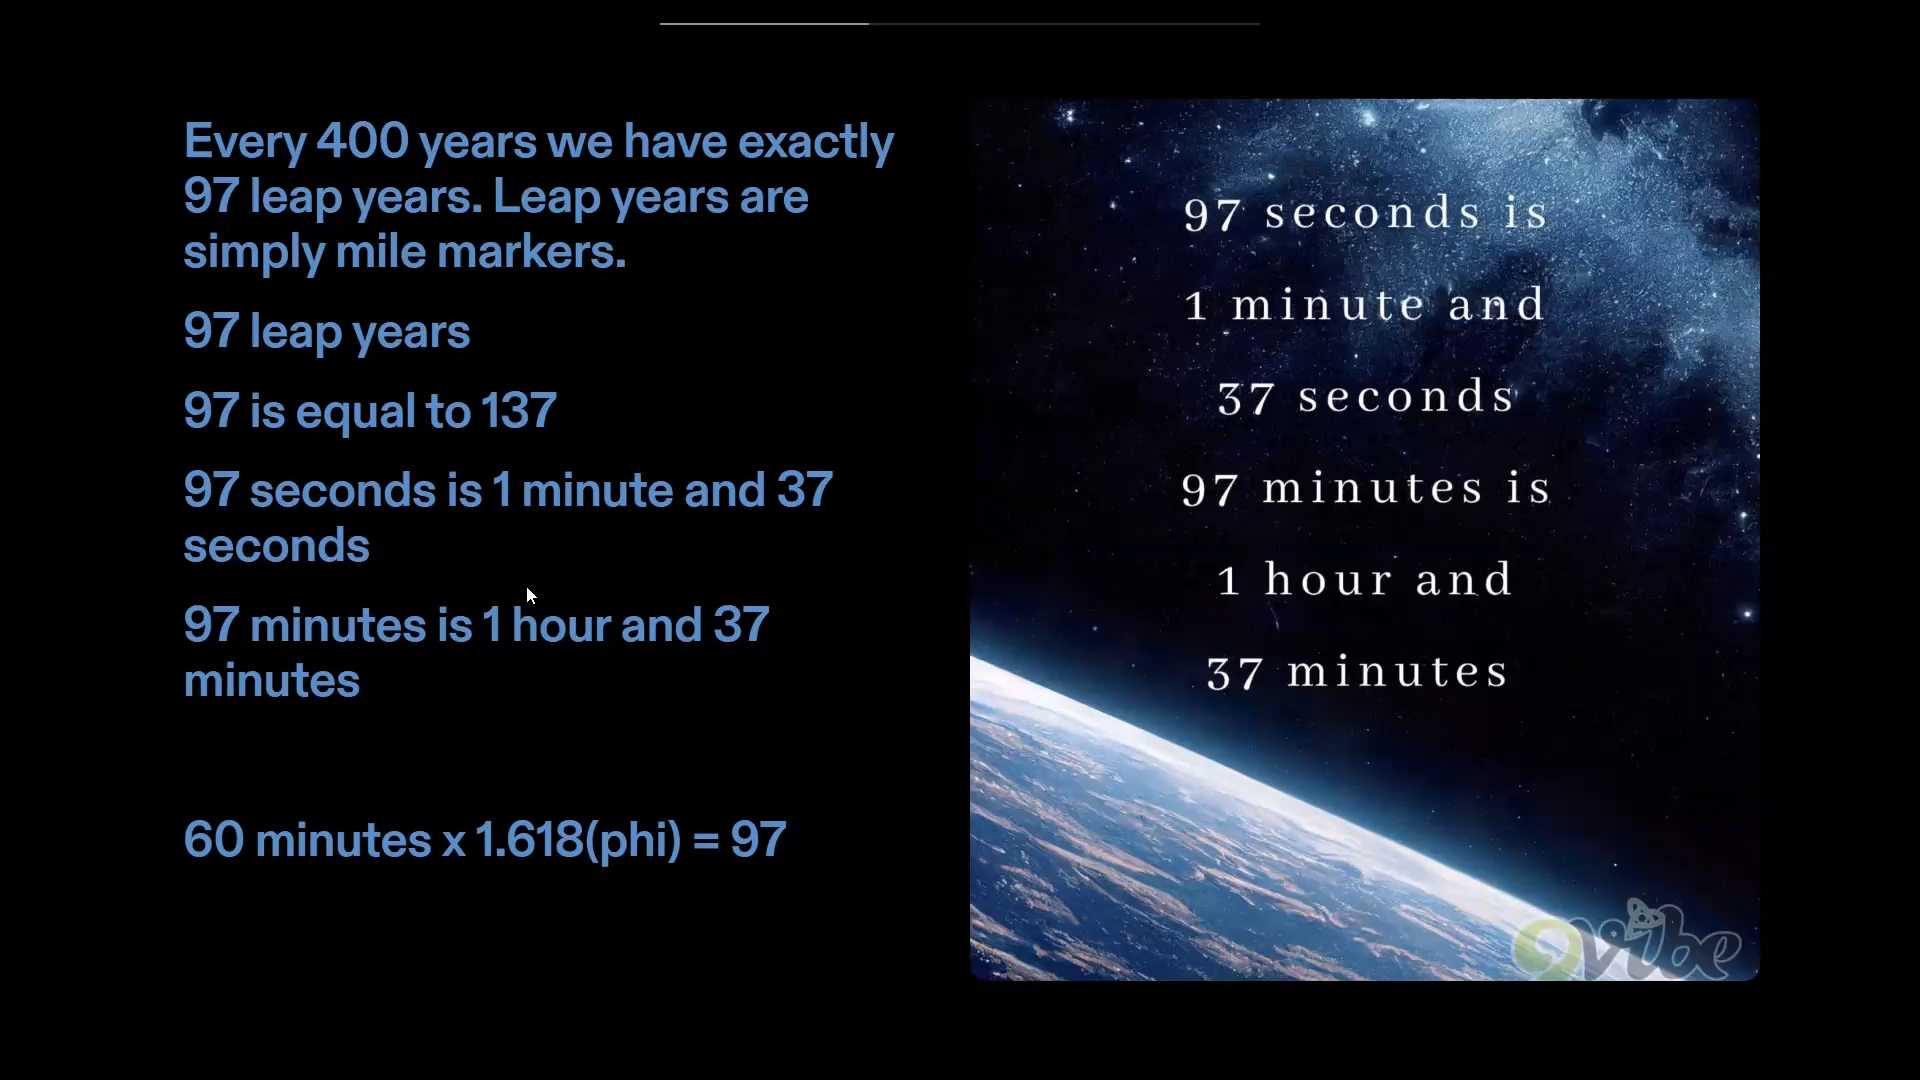 Every 400 years we have exactly
97 leap years. Leap years are
simply mile markers.
97 leap years
97 is equal to 137
97 seconds is 1 minute and 37
seconds
97 minutes is 1 hour and 37
minutes
60 minutes x 1.618(phi) = 97
97 seconds is
1 minute and
37 seconds
97 minutes is
1 hour and
37 minutes
9vibe